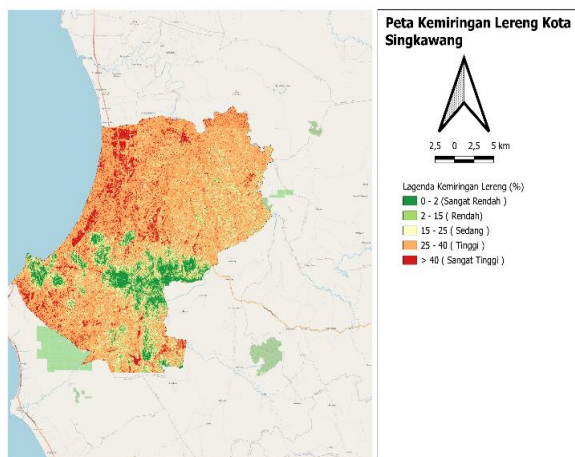 Peta Kemiringan Lereng Kota
Singkawang
2,5 0 2,5 5 km
Lagenda Kemiringan Lereng (%)
0 - 2 (Sangat Rendah )
2 - 15 ( Rendah)
15 - 25 ( Sedang )
25 - 40 ( Tinggi )
> 40 ( Sangat Tinggi )